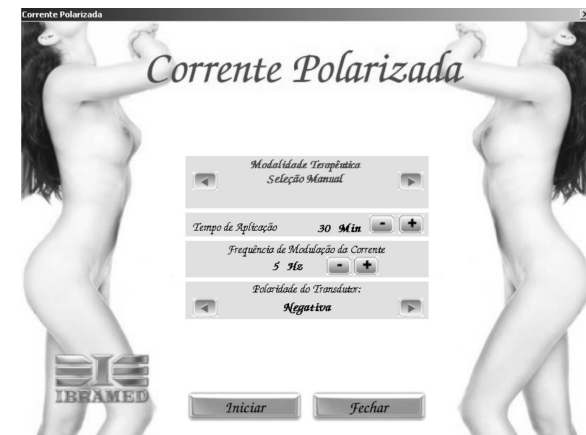 Corrente Polarizada
Corrente Polarizada
Modalidade Terapêutica
Seleção Manual
Tempo de Aplicação 30 Min - +
Frequência de Modulação da Corrente
5 Hz - +
Polaridade do Transdutor:
Negativa
IBRAMED
Iniciar Fechar